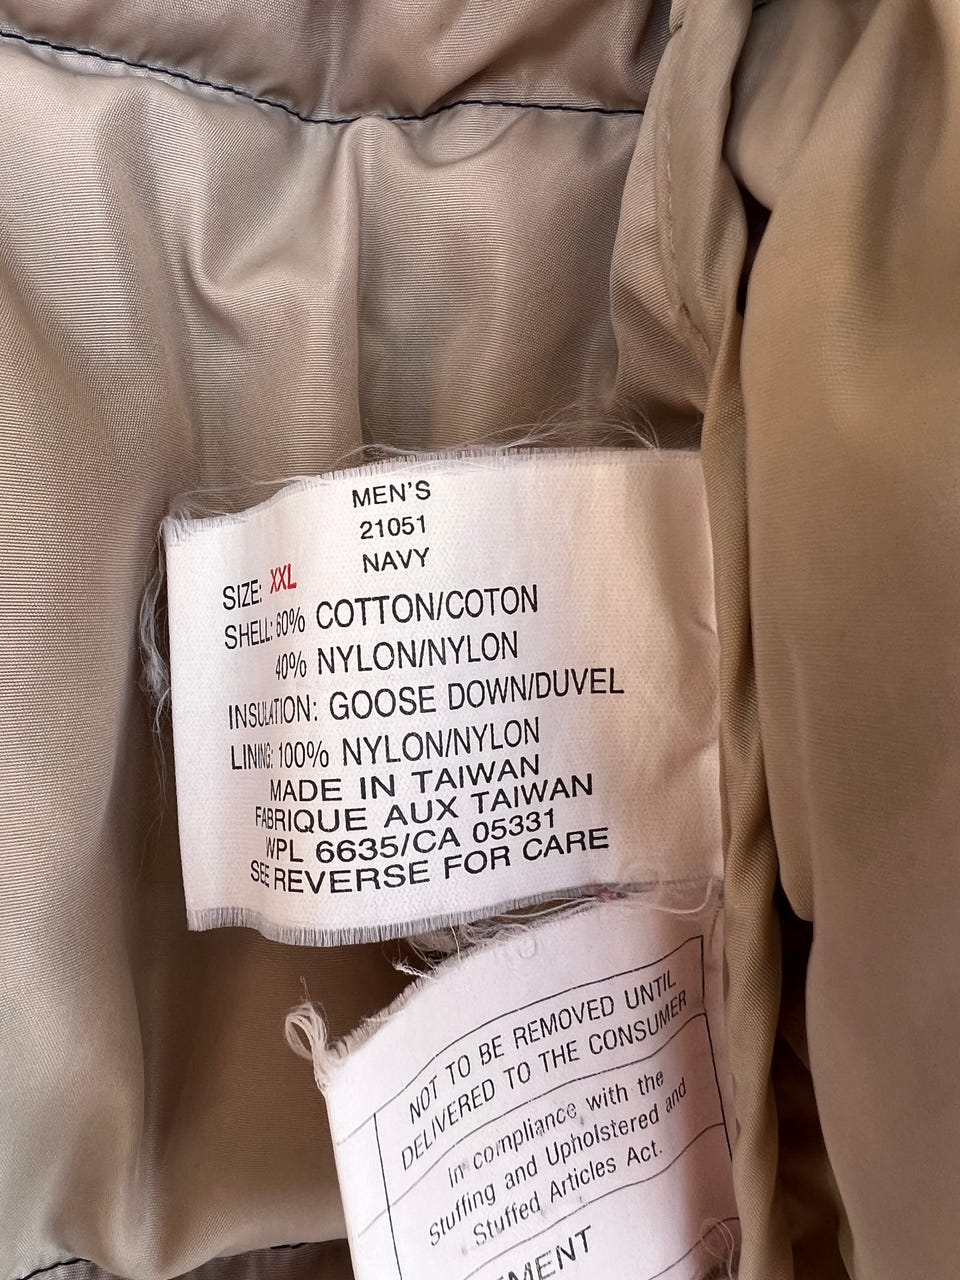 MEN'S
21051
NAVY
SIZE: XXL
SHELL: 60% COTTON/COTON
40% NYLON/NYLON
INSULATION: GOOSE DOWN/DUVEL
LINING: 100% NYLON/NYLON
MADE IN TAIWAN
FABRIQUE AUX TAIWAN
WPL 6635/CA 05331
SEE REVERSE FOR CARE
NOT TO BE REMOVED UNTIL
DELIVERED TO THE CONSUMER
In compliance with the
Stuffing and Upholstered and
Stuffed Articles Act.